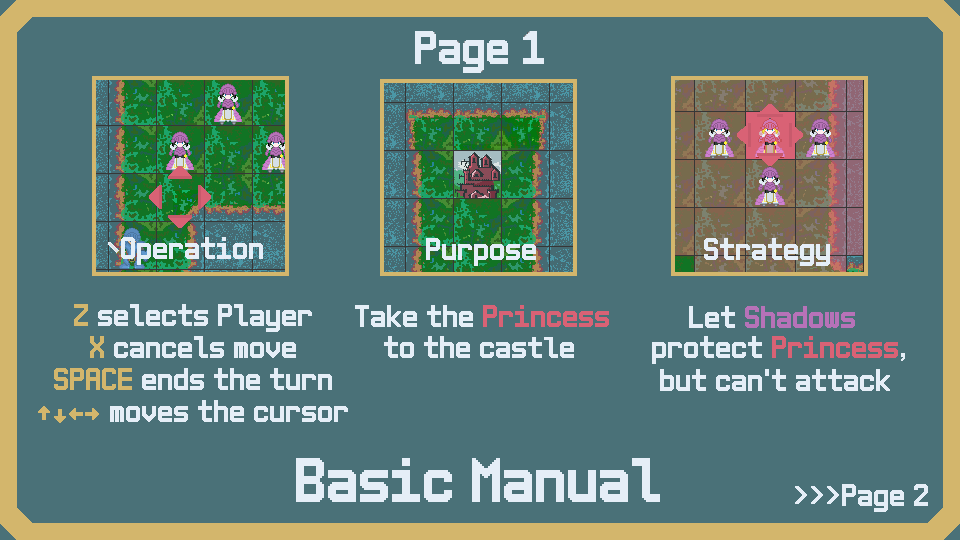 Page 1
`Operation
Purpose
Strategy
Z selects Player
X cancels move
SPACE ends the turn
↑↓←→ moves the cursor
Take the Princess
to the castle
Let Shadows
protect Princess,
but can't attack
Basic Manual
>>>Page 2